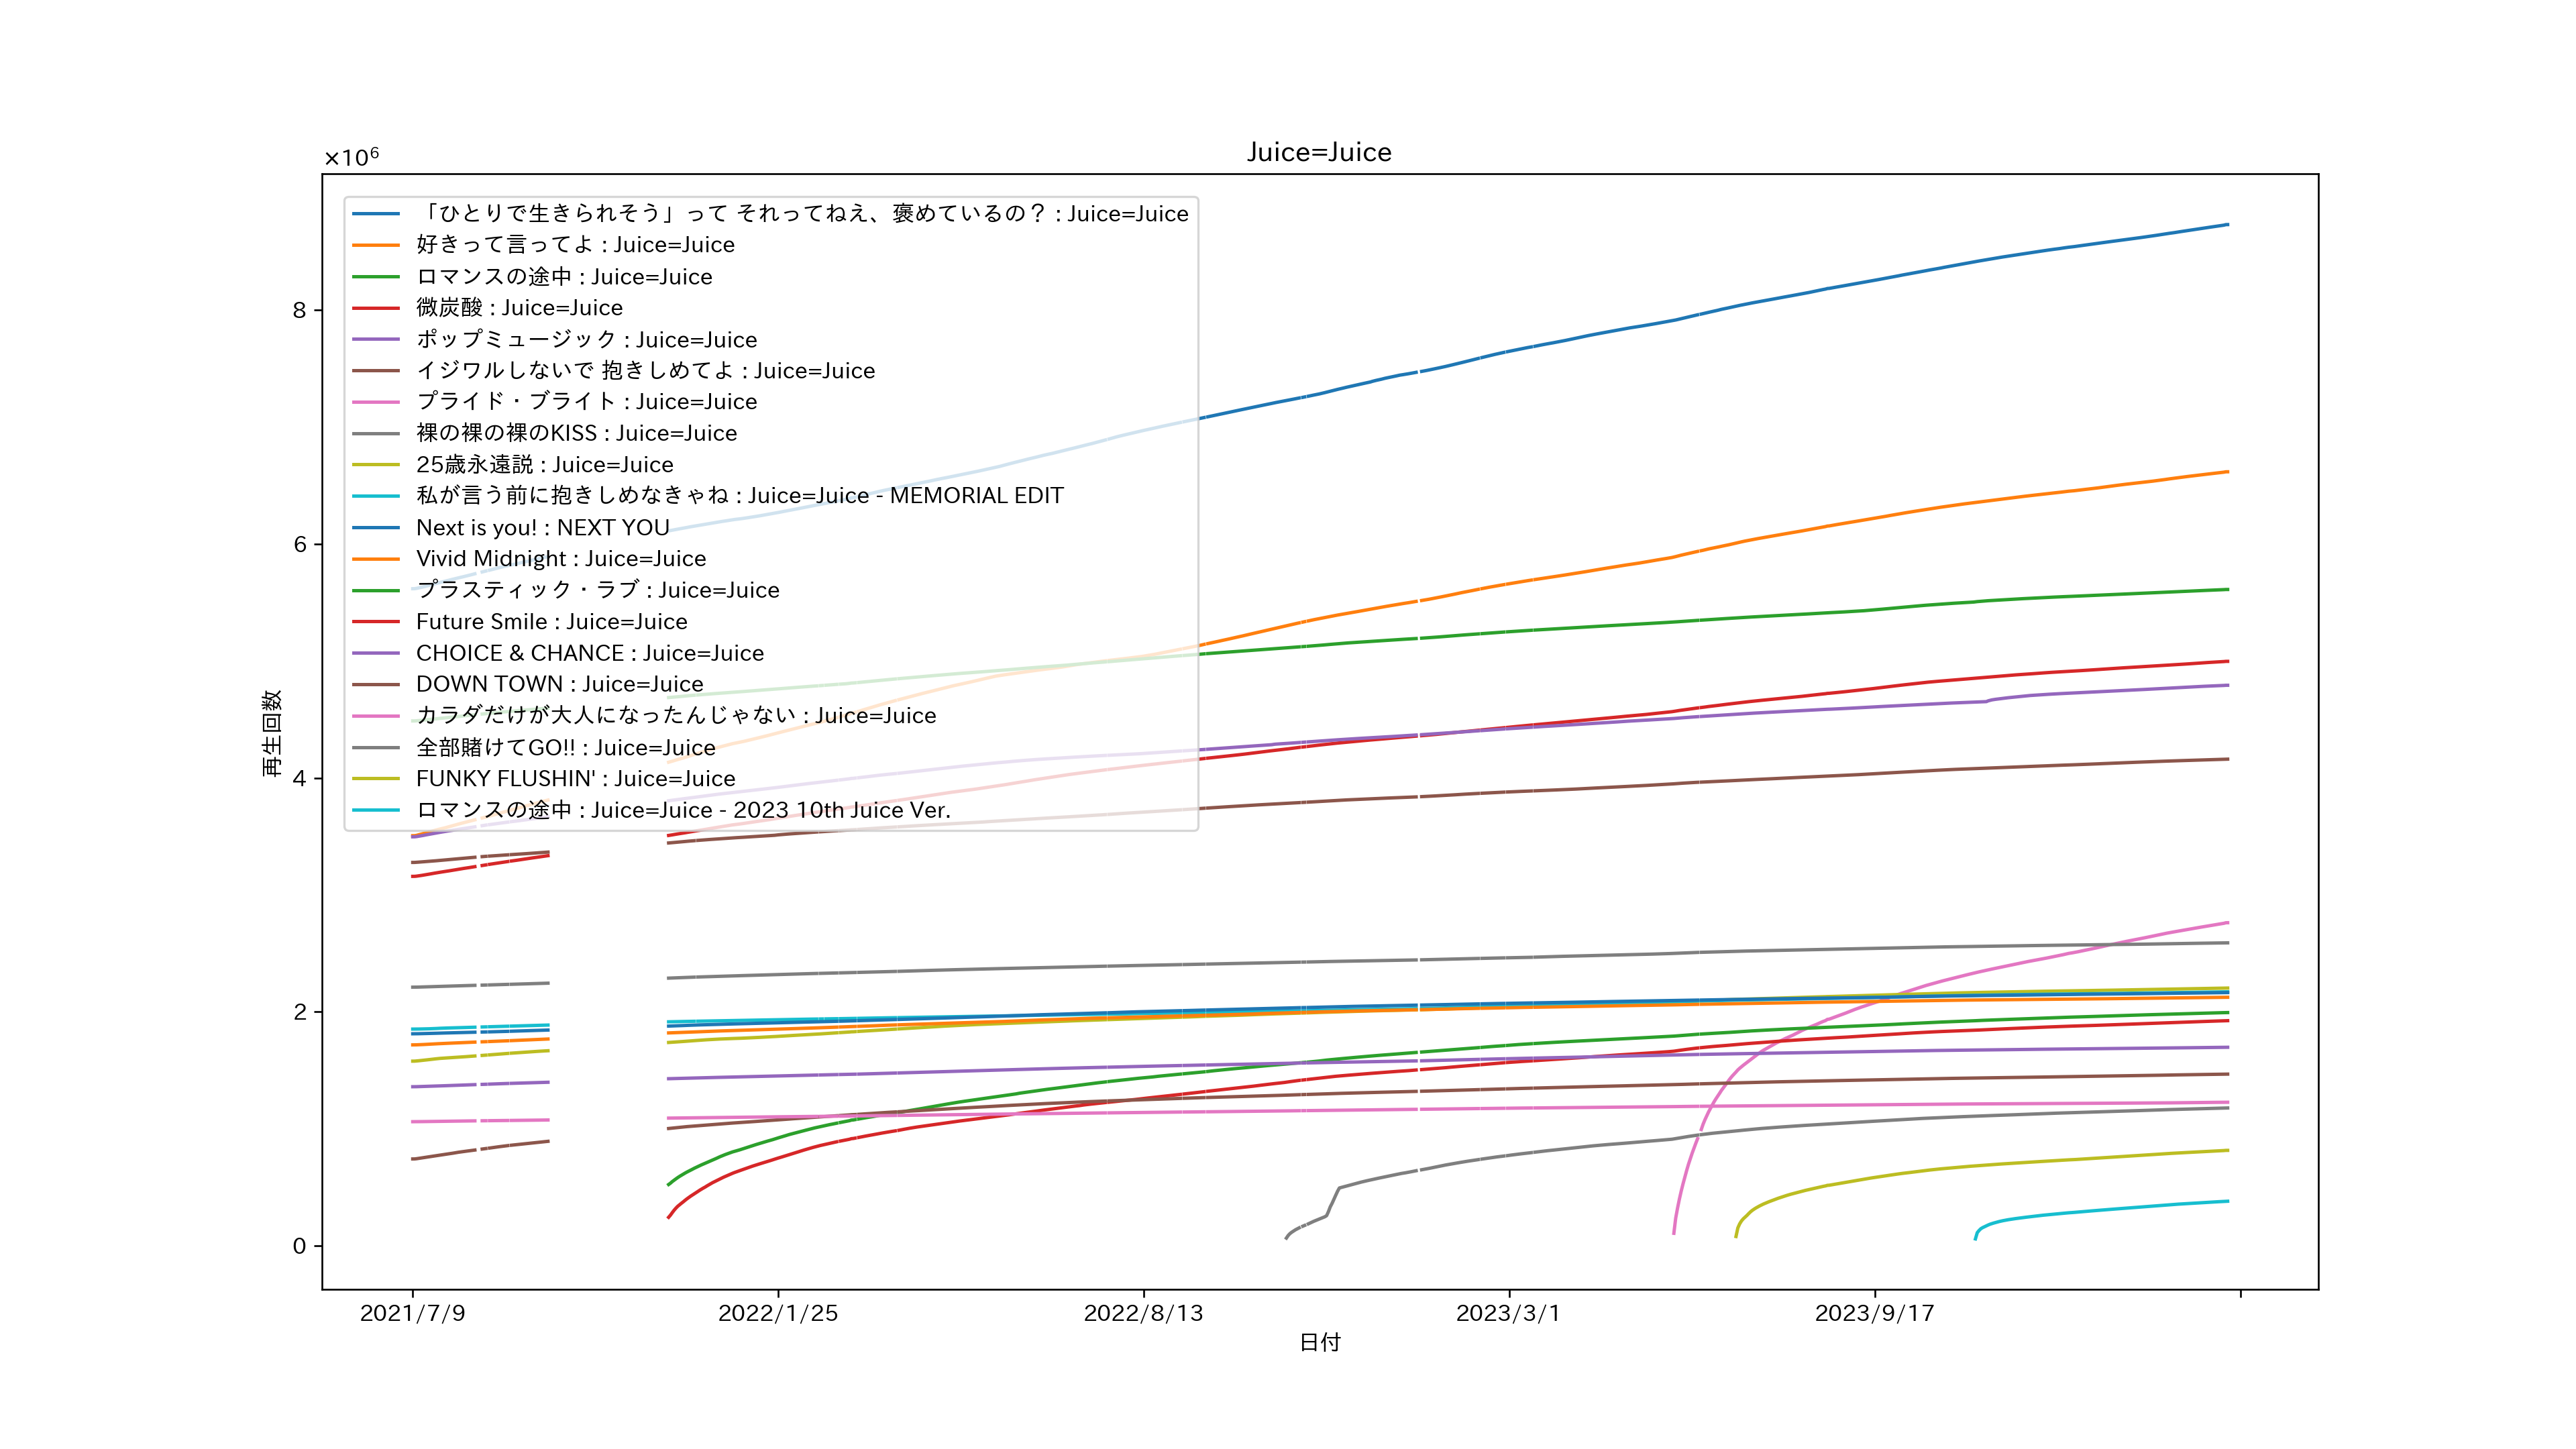 Juice=Juice
×10⁶
「ひとりで生きられそう」って それってねえ、褒めているの？ : Juice=Juice
好きって言ってよ : Juice=Juice
ロマンスの途中 : Juice=Juice
微炭酸 : Juice=Juice
ポップミュージック : Juice=Juice
イジワルしないで 抱きしめてよ : Juice=Juice
プライド・ブライト : Juice=Juice
裸の裸の裸のKISS : Juice=Juice
25歳永遠説 : Juice=Juice
私が言う前に抱きしめなきゃね : Juice=Juice - MEMORIAL EDIT
Next is you! : NEXT YOU
Vivid Midnight : Juice=Juice
プラスティック・ラブ : Juice=Juice
Future Smile : Juice=Juice
CHOICE & CHANCE : Juice=Juice
DOWN TOWN : Juice=Juice
カラダだけが大人になったんじゃない : Juice=Juice
全部賭けてGO!! : Juice=Juice
FUNKY FLUSHIN' : Juice=Juice
ロマンスの途中 : Juice=Juice - 2023 10th Juice Ver.
8
6
4
2
0
再生回数
2021/7/9
2022/1/25
2022/8/13
2023/3/1
2023/9/17
日付